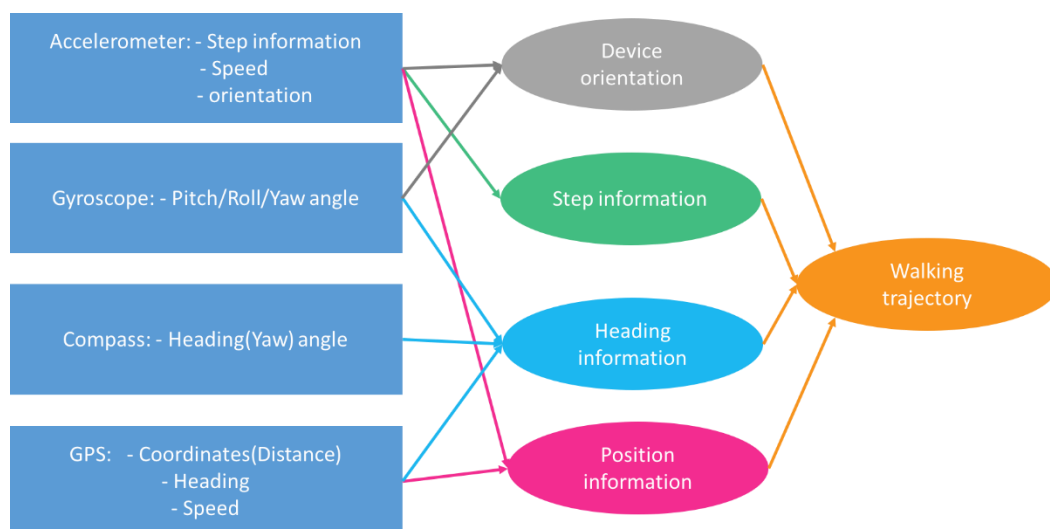 Accelerometer: - Step information
- Speed
- orientation
Gyroscope: - Pitch/Roll/Yaw angle
Compass: - Heading(Yaw) angle
GPS: - Coordinates(Distance)
- Heading
- Speed
Device
orientation
Step information
Heading
information
Position
information
Walking
trajectory